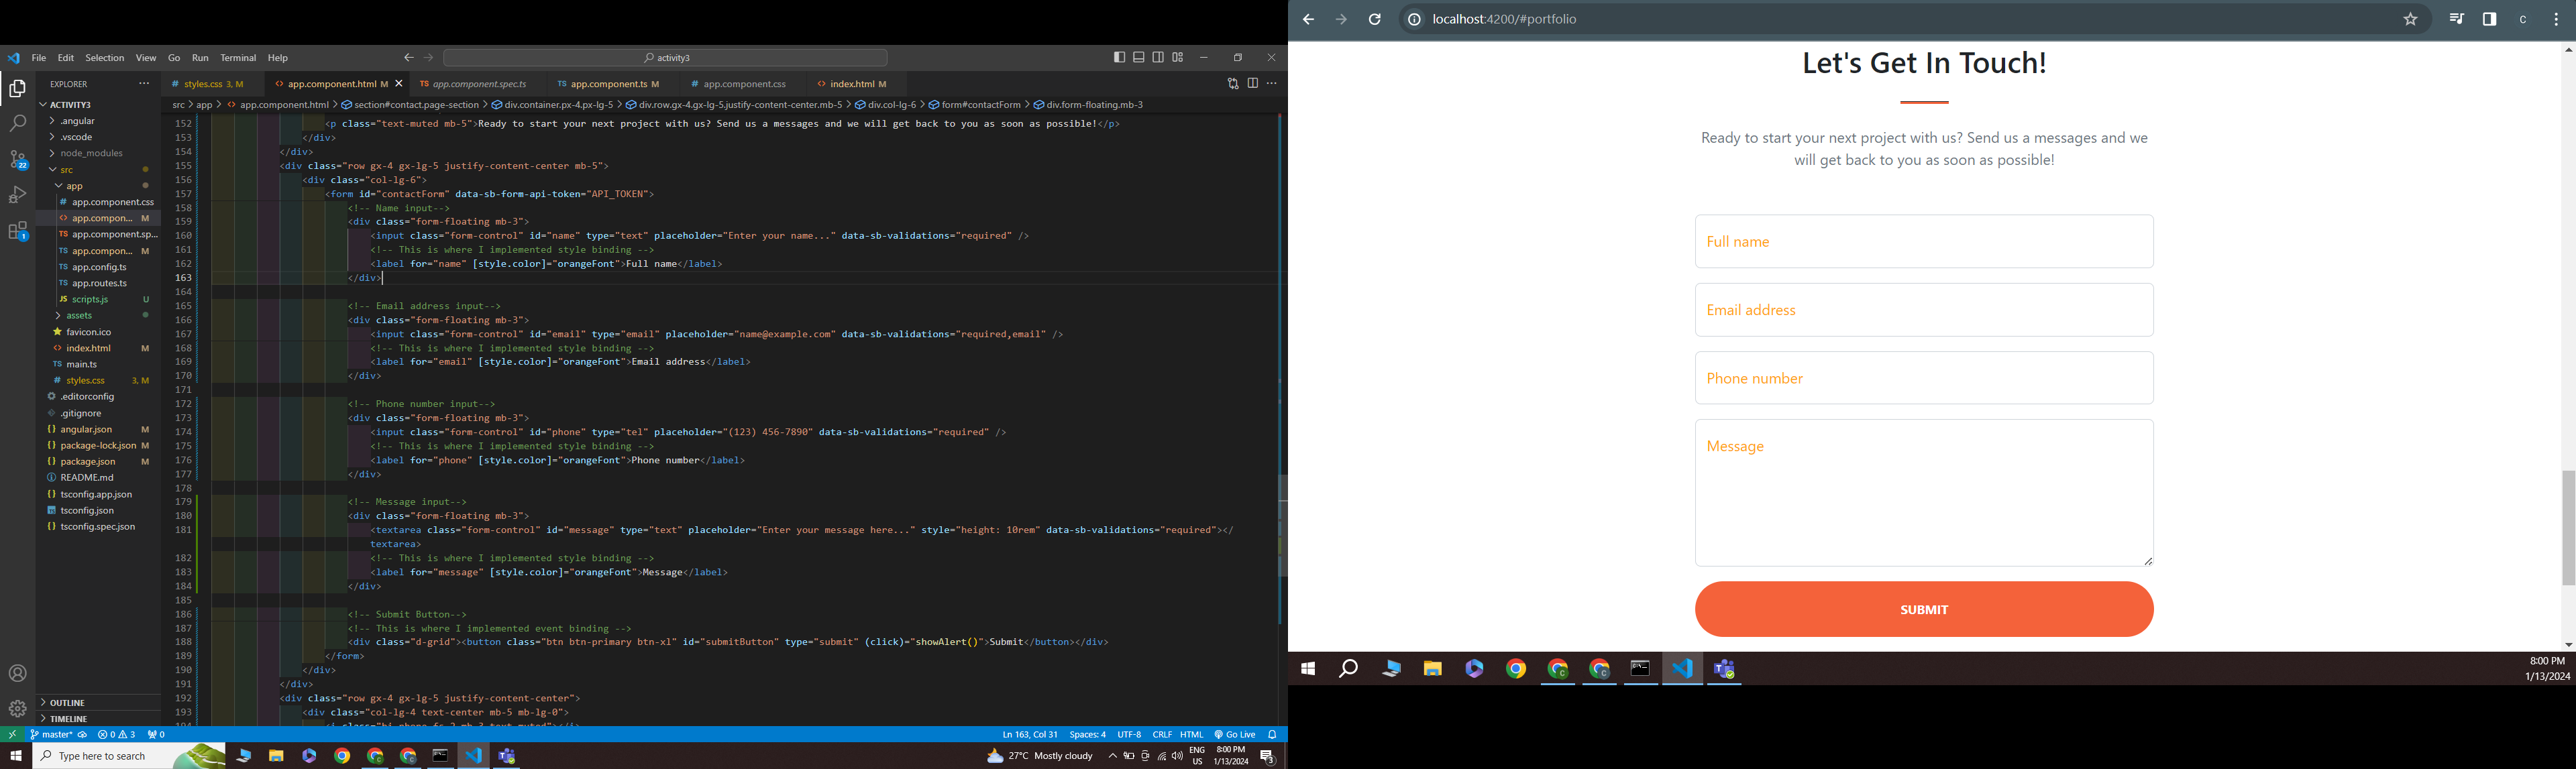 File Edit Selection View Go Run Terminal Help
activity3
EXPLORER
styles.css 3, M
app.component.html M
app.component.spec.ts
app.component.ts M
app.component.css
index.html M
src > app > app.component.html > section#contact.page-section > div.container.px-4.px-lg-5 > div.row.gx-4.gx-lg-5.justify-content-center.mb-5 > div.col-lg-6 > form#contactForm > div.form-floating.mb-3
ACTIVITY3
.angular
.vscode
node_modules
src
app
app.component.css
app.compon... M
app.component.sp...
app.compon... M
app.config.ts
app.routes.ts
scripts.js U
assets
favicon.ico
index.html M
main.ts
styles.css 3, M
.editorconfig
.gitignore
angular.json M
package-lock.json M
package.json M
README.md
tsconfig.app.json
tsconfig.json
tsconfig.spec.json
OUTLINE
TIMELINE
22
1
152 <p class="text-muted mb-5">Ready to start your next project with us? Send us a messages and we will get back to you as soon as possible!</p>
153 </div>
154 </div>
155 <div class="row gx-4 gx-lg-5 justify-content-center mb-5">
156 <div class="col-lg-6">
157 <form id="contactForm" data-sb-form-api-token="API_TOKEN">
158 <!-- Name input-->
159 <div class="form-floating mb-3">
160 <input class="form-control" id="name" type="text" placeholder="Enter your name..." data-sb-validations="required" />
161 <!-- This is where I implemented style binding -->
162 <label for="name" [style.color]="orangeFont">Full name</label>
163 </div>
164
165 <!-- Email address input-->
166 <div class="form-floating mb-3">
167 <input class="form-control" id="email" type="email" placeholder="name@example.com" data-sb-validations="required,email" />
168 <!-- This is where I implemented style binding -->
169 <label for="email" [style.color]="orangeFont">Email address</label>
170 </div>
171
172 <!-- Phone number input-->
173 <div class="form-floating mb-3">
174 <input class="form-control" id="phone" type="tel" placeholder="(123) 456-7890" data-sb-validations="required" />
175 <!-- This is where I implemented style binding -->
176 <label for="phone" [style.color]="orangeFont">Phone number</label>
177 </div>
178
179 <!-- Message input-->
180 <div class="form-floating mb-3">
181 <textarea class="form-control" id="message" type="text" placeholder="Enter your message here..." style="height: 10rem" data-sb-validations="required"></
textarea>
182 <!-- This is where I implemented style binding -->
183 <label for="message" [style.color]="orangeFont">Message</label>
184 </div>
185
186 <!-- Submit Button-->
187 <!-- This is where I implemented event binding -->
188 <div class="d-grid"><button class="btn btn-primary btn-xl" id="submitButton" type="submit" (click)="showAlert()">Submit</button></div>
189 </form>
190 </div>
191 </div>
192 <div class="row gx-4 gx-lg-5 justify-content-center">
193 <div class="col-lg-4 text-center mb-5 mb-lg-0">
master* 0 3 0
Ln 163, Col 31 Spaces: 4 UTF-8 CRLF HTML Go Live
Type here to search
27°C Mostly cloudy
ENG
US
8:00 PM
1/13/2024
3
localhost:4200/#portfolio
C
Let's Get In Touch!
Ready to start your next project with us? Send us a messages and we
will get back to you as soon as possible!
Full name
Email address
Phone number
Message
SUBMIT
8:00 PM
1/13/2024